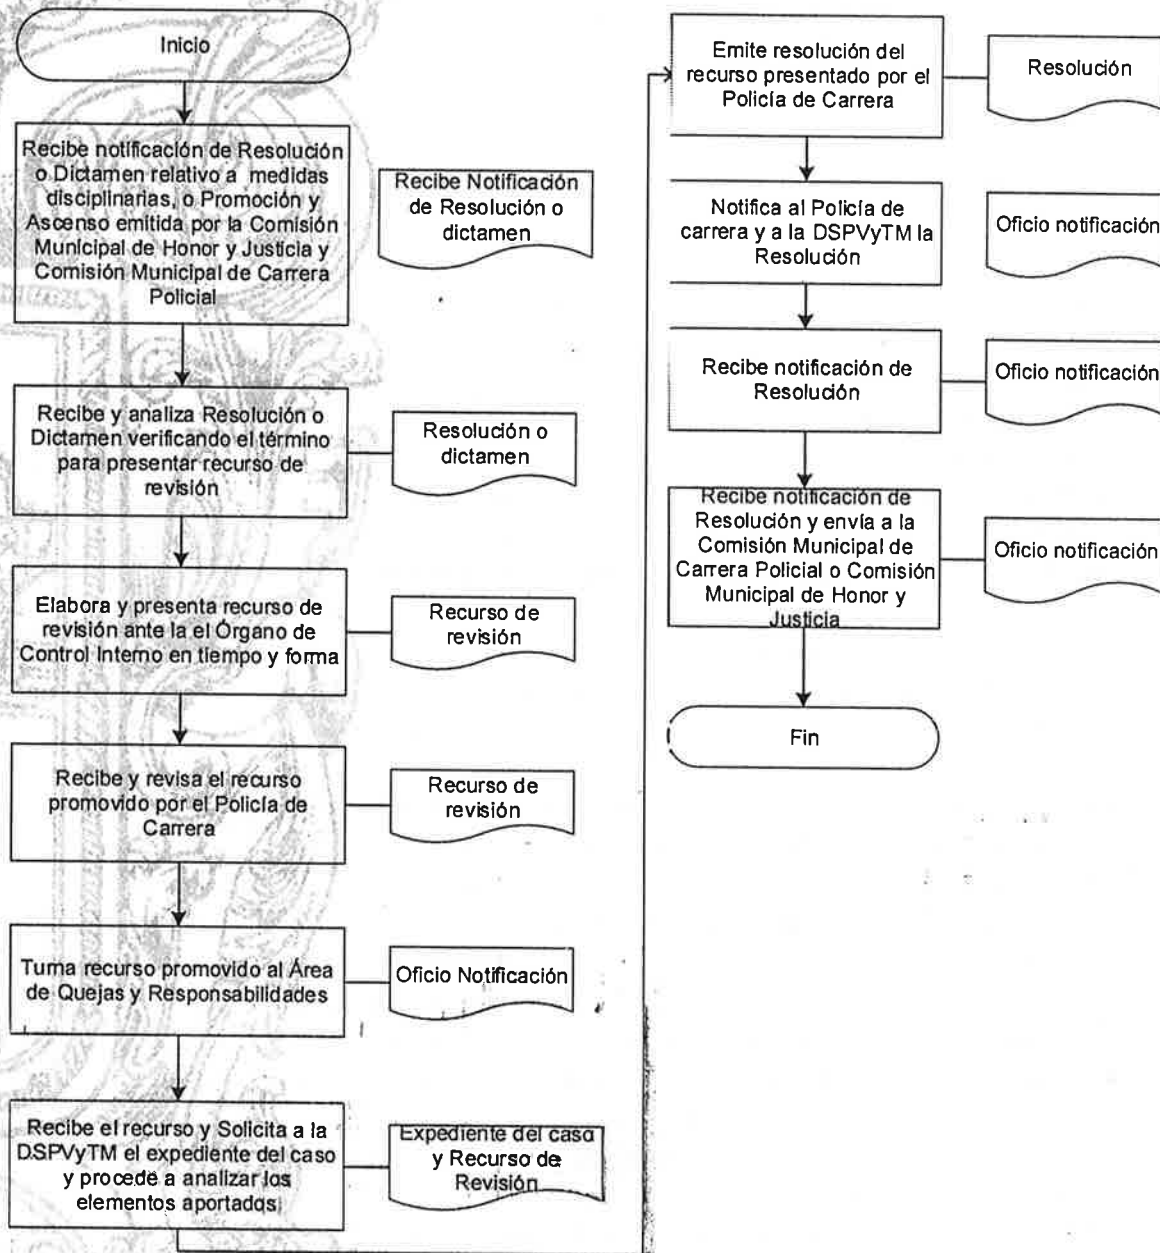 Inicio
Recibe notificación de Resolución
o Dictamen relativo a medidas
disciplinarias, o Promoción y
Ascenso emitida por la Comisión
Municipal de Honor y Justicia y
Comisión Municipal de Carrera
Policial
Recibe Notificación
de Resolución o
dictamen
Recibe y analiza Resolución o
Dictamen verificando el término
para presentar recurso de
revisión
Resolución o
dictamen
Elabora y presenta recurso de
revisión ante la el Órgano de
Control Interno en tiempo y forma
Recurso de
revisión
Recibe y revisa el recurso
promovido por el Policía de
Carrera
Recurso de
revisión
Turna recurso promovido al Área
de Quejas y Responsabilidades
Oficio Notificación
Recibe el recurso y Solicita a la
DSPVyTM el expediente del caso
y procede a analizar los
elementos aportados
Expediente del caso
y Recurso de
Revisión
Emite resolución del
recurso presentado por el
Policía de Carrera
Resolución
Notifica al Policía de
carrera y a la DSPVyTM la
Resolución
Oficio notificación
Recibe notificación de
Resolución
Oficio notificación
Recibe notificación de
Resolución y envía a la
Comisión Municipal de
Carrera Policial o Comisión
Municipal de Honor y
Justicia
Oficio notificación
Fin